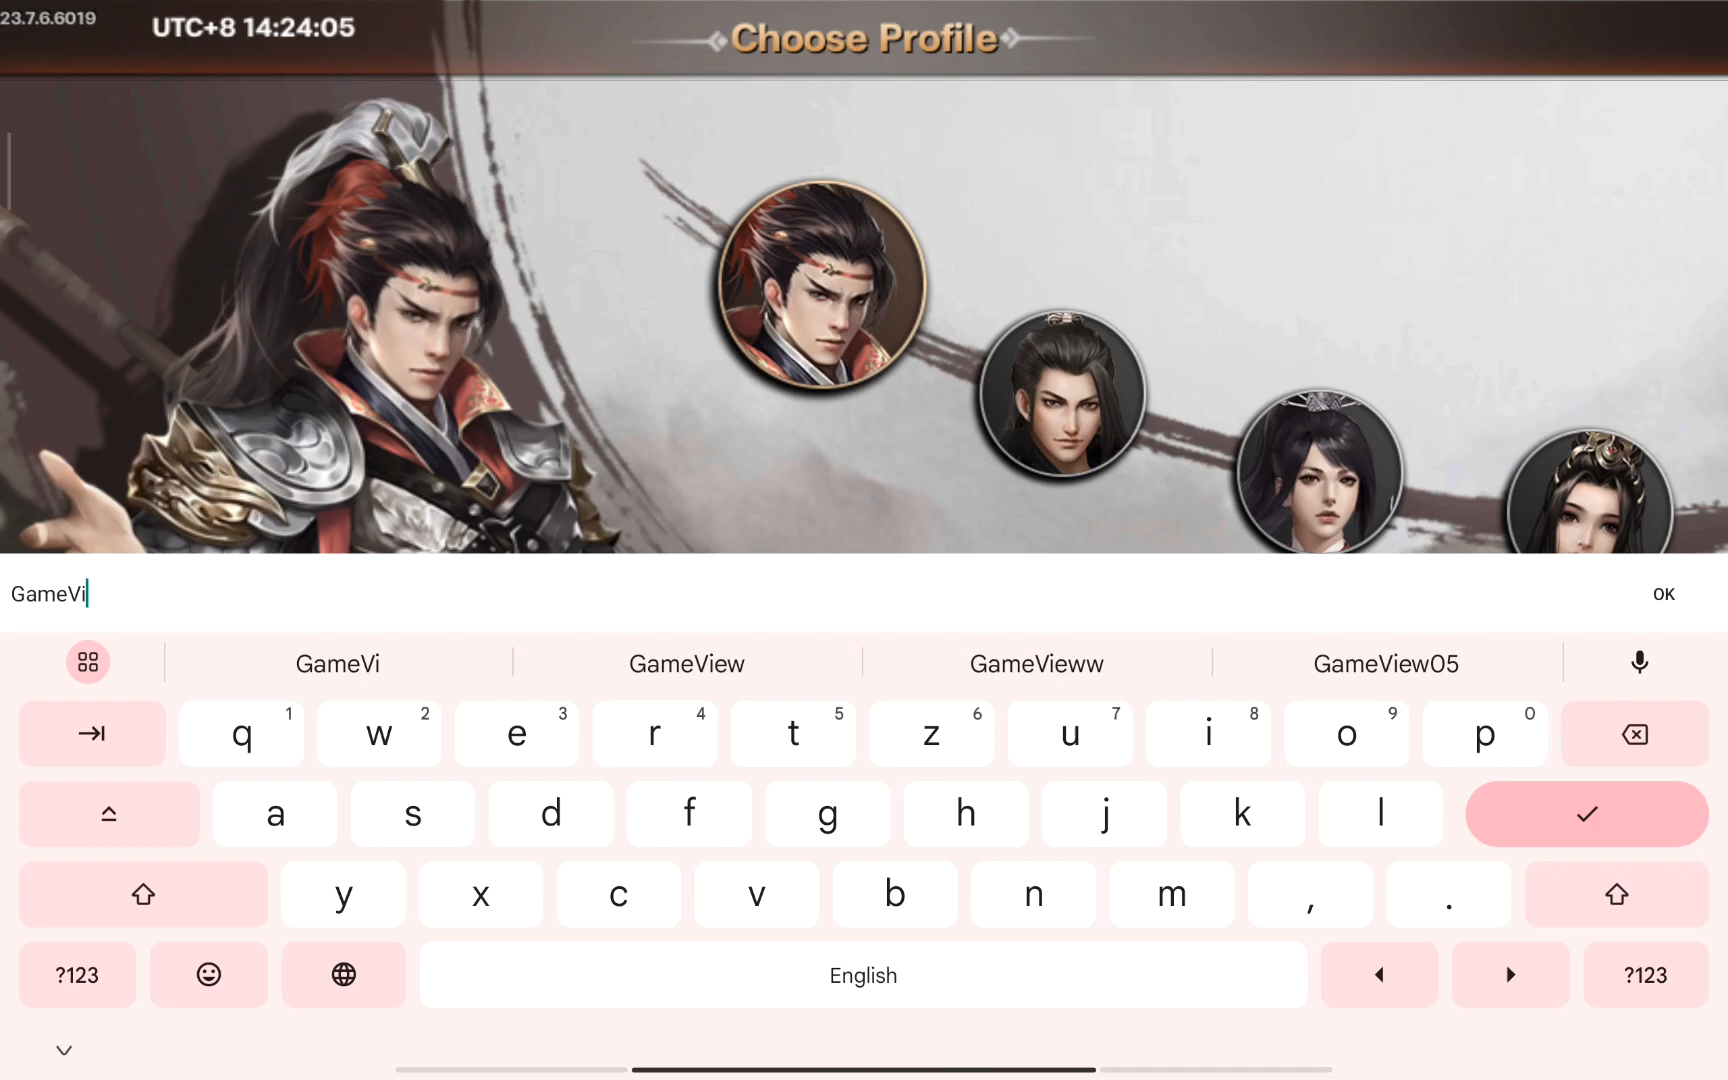 23.7.6.6019
UTC+8 14:24:05
Choose Profile
GameVi
OK
GameVi GameView GameVieww GameView05
q 1 w 2 e 3 r 4 t 5 z 6 u 7 i 8 o 9 p 0
a s d f g h j k l
y x c v b n m , .
?123 English ?123